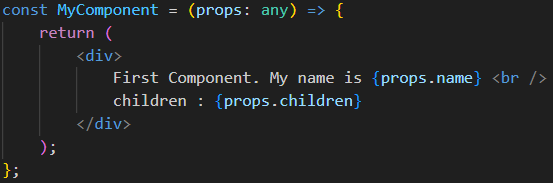 const MyComponent = (props: any) => {
    return (
        <div>
            First Component. My name is {props.name} <br />
            children : {props.children}
        </div>
    );
};